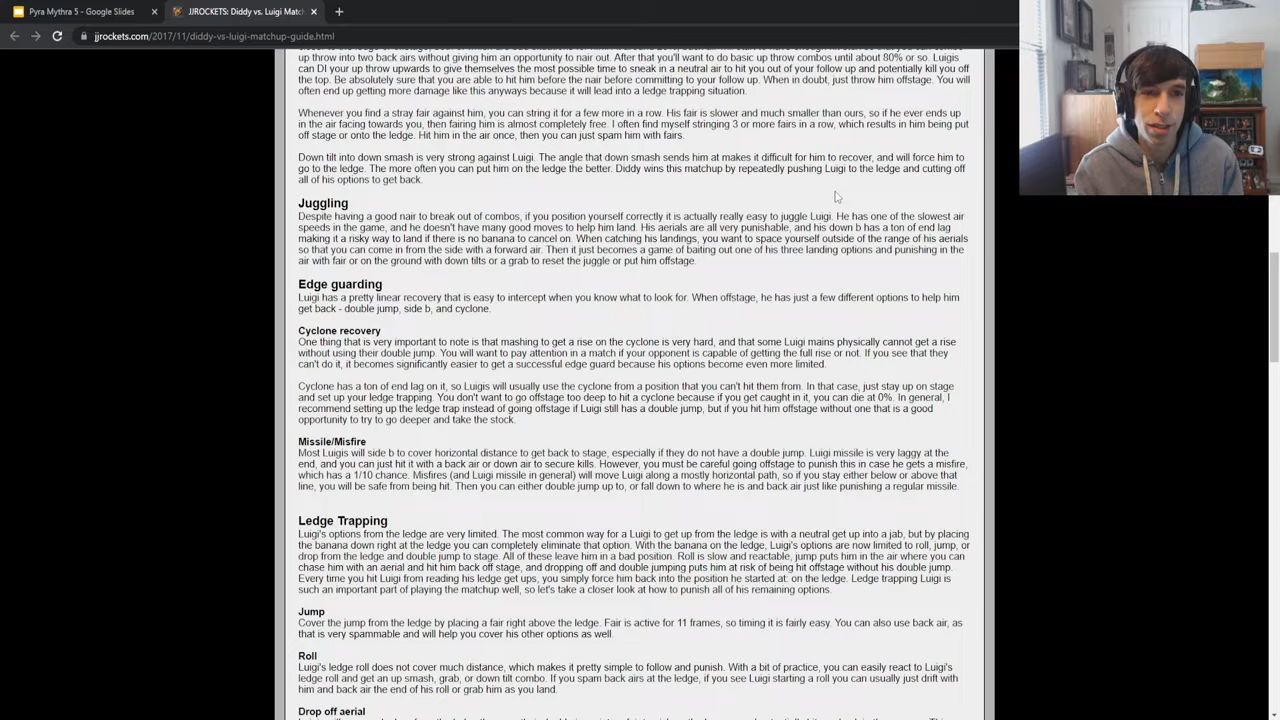 Pyra Mythra 5 - Google Slides
JJROCKETS: Diddy vs. Luigi Matc
jjrockets.com/2017/11/diddy-vs-luigi-matchup-guide.html
up throw into two back airs without giving him an opportunity to nair out. After that you'll want to do basic up throw combos until about 80% or so. Luigis
can DI your up throw upwards to give themselves the most possible time to sneak in a neutral air to hit you out of your follow up and potentially kill you off
the top. Be absolutely sure that you are able to hit him before the nair before committing to your follow up. When in doubt, just throw him offstage. You will
often end up getting more damage like this anyways because it will lead into a ledge trapping situation.
Whenever you find a stray fair against him, you can string it for a few more in a row. His fair is slower and much smaller than ours, so if he ever ends up
in the air facing towards you, then fairing him is almost completely free. I often find myself stringing 3 or more fairs in a row, which results in him being put
off stage or onto the ledge. Hit him in the air once, then you can just spam him with fairs.
Down tilt into down smash is very strong against Luigi. The angle that down smash sends him at makes it difficult for him to recover, and will force him to
go to the ledge. The more often you can put him on the ledge the better. Diddy wins this matchup by repeatedly pushing Luigi to the ledge and cutting off
all of his options to get back.
Juggling
Despite having a good nair to break out of combos, if you position yourself correctly it is actually really easy to juggle Luigi. He has one of the slowest air
speeds in the game, and he doesn't have many good moves to help him land. His aerials are all very punishable, and his down b has a ton of end lag
making it a risky way to land if there is no banana to cancel on. When catching his landings, you want to space yourself outside of the range of his aerials
so that you can come in from the side with a forward air. Then it just becomes a game of baiting out one of his three landing options and punishing in the
air with fair or on the ground with down tilts or a grab to reset the juggle or put him offstage.
Edge guarding
Luigi has a pretty linear recovery that is easy to intercept when you know what to look for. When offstage, he has just a few different options to help him
get back - double jump, side b, and cyclone.
Cyclone recovery
One thing that is very important to note is that mashing to get a rise on the cyclone is very hard, and that some Luigi mains physically cannot get a rise
without using their double jump. You will want to pay attention in a match if your opponent is capable of getting the full rise or not. If you see that they
can't do it, it becomes significantly easier to get a successful edge guard because his options become even more limited.
Cyclone has a ton of end lag on it, so Luigis will usually use the cyclone from a position that you can't hit them from. In that case, just stay up on stage
and set up your ledge trapping. You don't want to go offstage too deep to hit a cyclone because if you get caught in it, you can die at 0%. In general, I
recommend setting up the ledge trap instead of going offstage if Luigi still has a double jump, but if you hit him offstage without one that is a good
opportunity to try to go deeper and take the stock.
Missile/Misfire
Most Luigis will side b to cover horizontal distance to get back to stage, especially if they do not have a double jump. Luigi missile is very laggy at the
end, and you can just hit it with a back air or down air to secure kills. However, you must be careful going offstage to punish this in case he gets a misfire,
which has a 1/10 chance. Misfires (and Luigi missile in general) will move Luigi along a mostly horizontal path, so if you stay either below or above that
line, you will be safe from being hit. Then you can either double jump up to, or fall down to where he is and back air just like punishing a regular missile.
Ledge Trapping
Luigi's options from the ledge are very limited. The most common way for a Luigi to get up from the ledge is with a neutral get up into a jab, but by placing
the banana down right at the ledge you can completely eliminate that option. With the banana on the ledge, Luigi's options are now limited to roll, jump, or
drop from the ledge and double jump to stage. All of these leave him in a bad position. Roll is slow and reactable, jump puts him in the air where you can
chase him with an aerial and hit him back off stage, and dropping off and double jumping puts him at risk of being hit offstage without his double jump.
Every time you hit Luigi from reading his ledge get ups, you simply force him back into the position he started at: on the ledge. Ledge trapping Luigi is
such an important part of playing the matchup well, so let's take a closer look at how to punish all of his remaining options.
Jump
Cover the jump from the ledge by placing a fair right above the ledge. Fair is active for 11 frames, so timing it is fairly easy. You can also use back air, as
that is very spammable and will help you cover his other options as well.
Roll
Luigi's ledge roll does not cover much distance, which makes it pretty simple to follow and punish. With a bit of practice, you can easily react to Luigi's
ledge roll and get an up smash, grab, or down tilt combo. If you spam back airs at the ledge, if you see Luigi starting a roll you can usually just drift with
him and back air the end of his roll or grab him as you land.
Drop off aerial